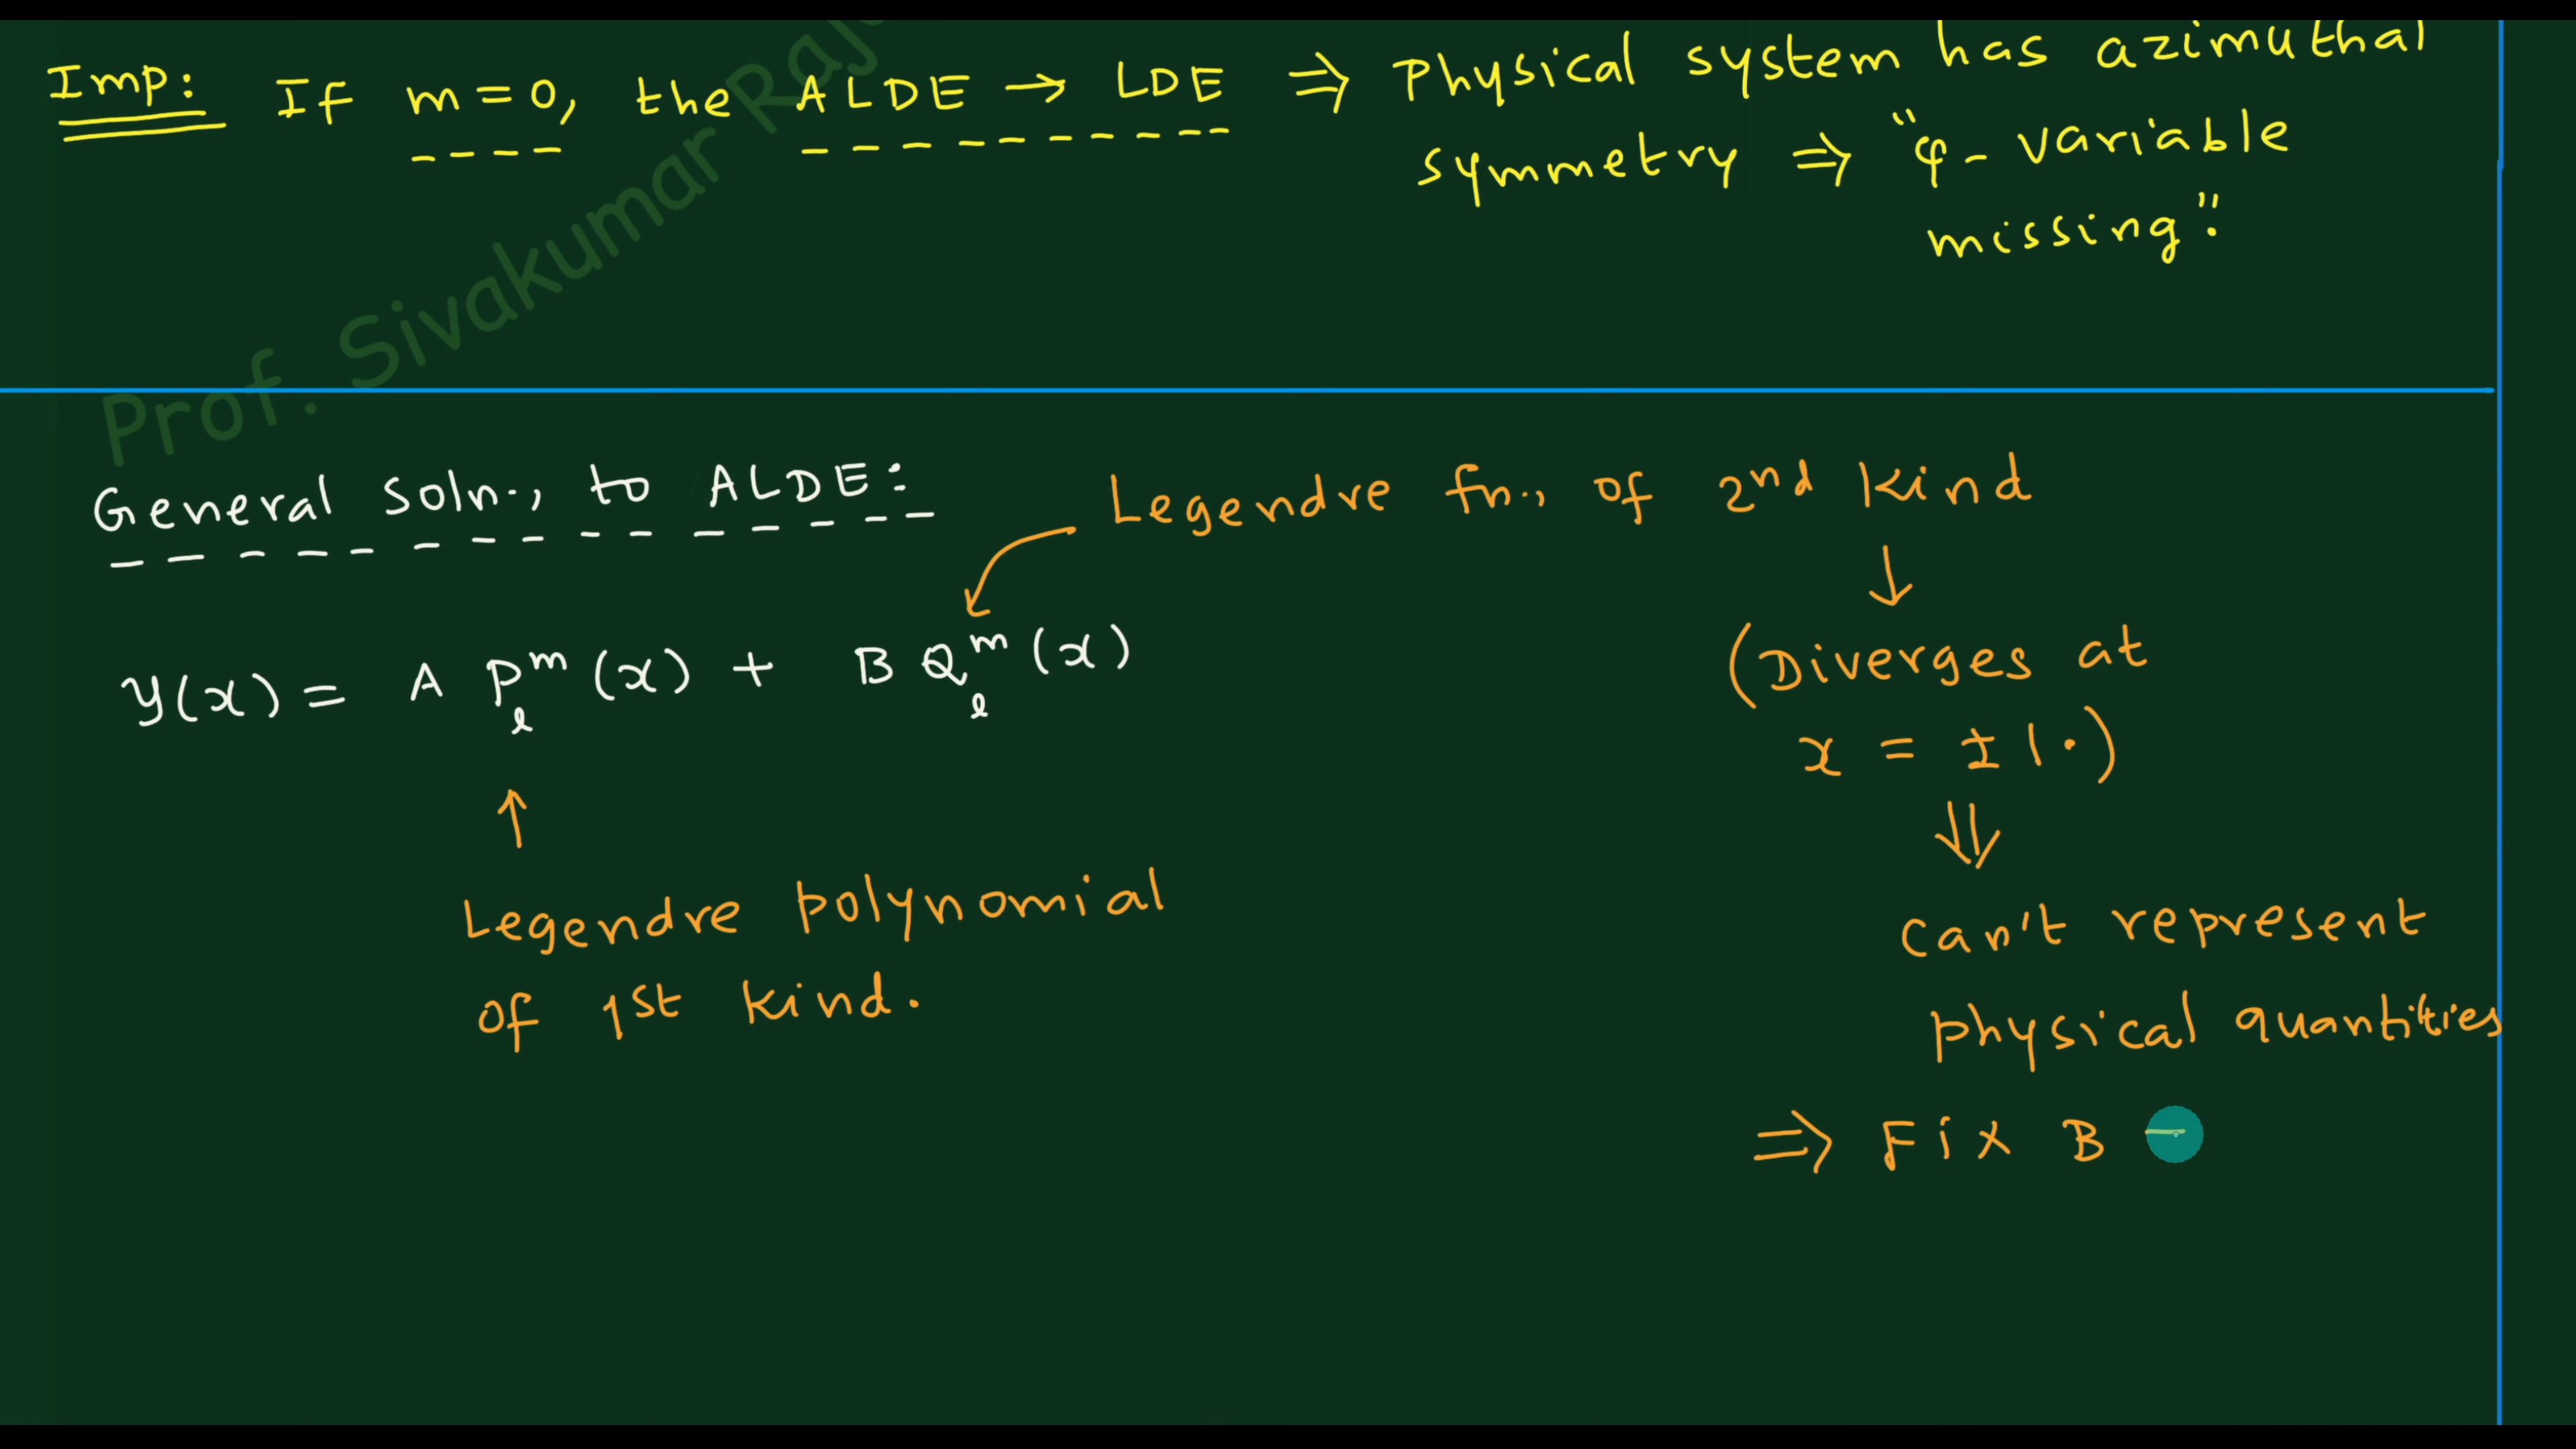 Imp: If m = 0, the ALDE → LDE ⇒ Physical system has azimuthal
symmetry ⇒ "φ - variable
missing".
Prof. Sivakumar Raj
General Soln., to ALDE:
Legendre fn., of 2nd kind
↓
y(x) = A P_l^m (x) + B Q_l^m (x)
(Diverges at
x = ± 1.)
⇓
↑
Legendre polynomial
of 1st kind.
can't represent
physical quantities
⇒ Fix B -